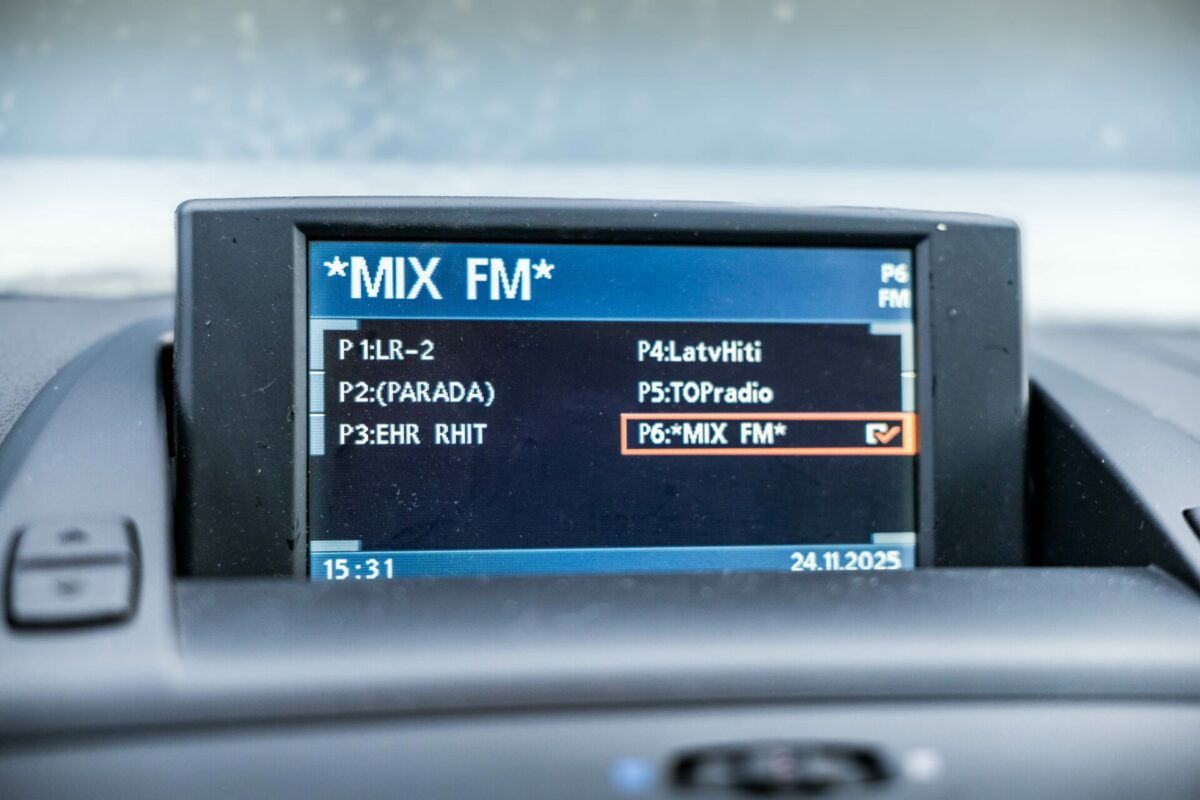 *MIX FM*
P6
FM
P1:LR-2
P2:(PARADA)
P3:EHR RHIT
P4:LatvHiti
P5:TOPradio
P6:*MIX FM*
15:31
24.11.2025